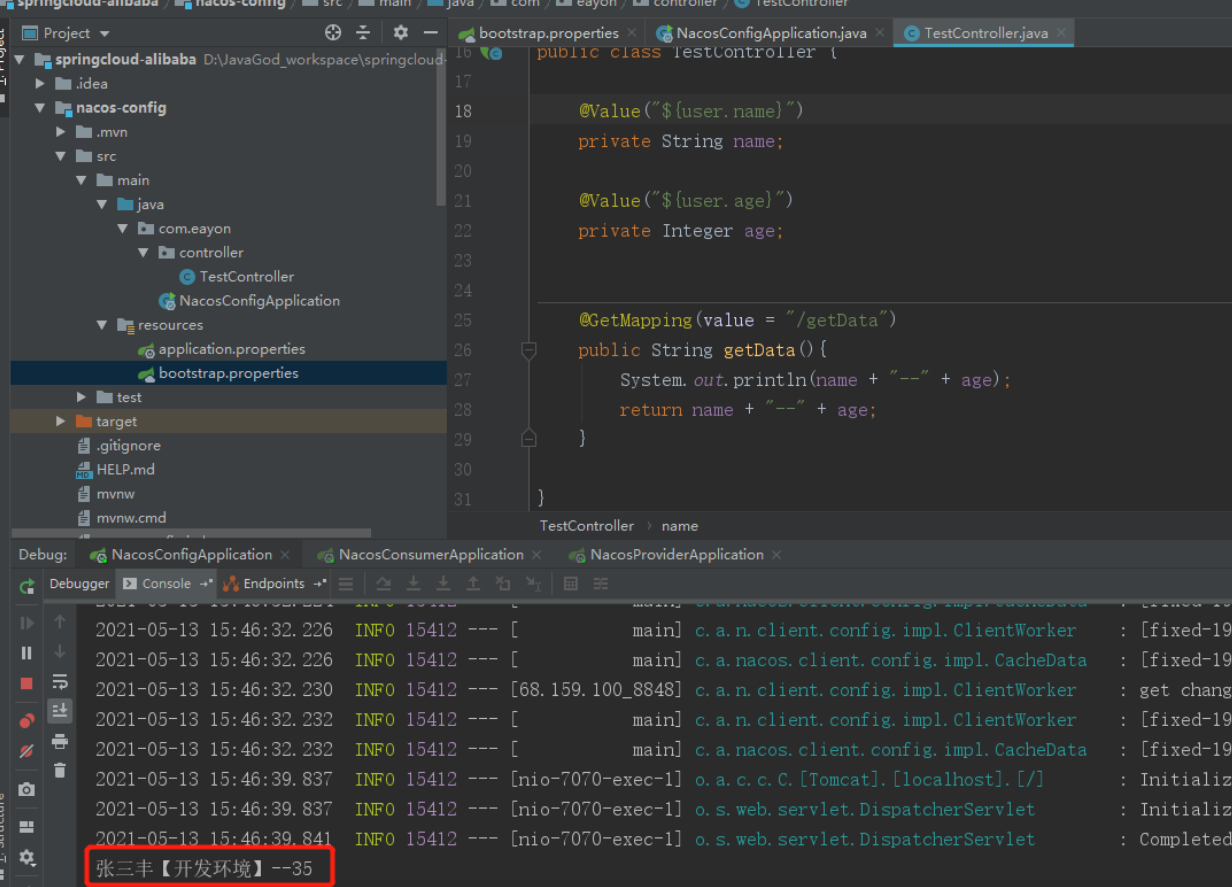 springcloud-alibaba / nacos-config / src / main / java / com / eayon / controller / TestController
Project
bootstrap.properties
NacosConfigApplication.java
TestController.java
springcloud-alibaba D:\JavaGod_workspace\springcloud-
.idea
nacos-config
.mvn
src
main
java
com.eayon
controller
TestController
NacosConfigApplication
resources
application.properties
bootstrap.properties
test
target
.gitignore
HELP.md
mvnw
mvnw.cmd
16 public class TestController {
17
18 @Value("${user.name}")
19 private String name;
20
21 @Value("${user.age}")
22 private Integer age;
23
24
25 @GetMapping(value = "/getData")
26 public String getData(){
27 System.out.println(name + "--" + age);
28 return name + "--" + age;
29 }
30
31 }
TestController › name
Debug: NacosConfigApplication NacosConsumerApplication NacosProviderApplication
Debugger Console Endpoints
2021-05-13 15:46:32.226 INFO 15412 --- [ main] c.a.n.client.config.impl.ClientWorker : [fixed-19
2021-05-13 15:46:32.226 INFO 15412 --- [ main] c.a.nacos.client.config.impl.CacheData : [fixed-19
2021-05-13 15:46:32.230 INFO 15412 --- [68.159.100_8848] c.a.n.client.config.impl.ClientWorker : get chang
2021-05-13 15:46:32.232 INFO 15412 --- [ main] c.a.n.client.config.impl.ClientWorker : [fixed-19
2021-05-13 15:46:32.232 INFO 15412 --- [ main] c.a.nacos.client.config.impl.CacheData : [fixed-19
2021-05-13 15:46:39.837 INFO 15412 --- [nio-7070-exec-1] o.a.c.c.C.[Tomcat].[localhost].[/] : Initializ
2021-05-13 15:46:39.837 INFO 15412 --- [nio-7070-exec-1] o.s.web.servlet.DispatcherServlet : Initializ
2021-05-13 15:46:39.841 INFO 15412 --- [nio-7070-exec-1] o.s.web.servlet.DispatcherServlet : Completed
张三丰【开发环境】--35